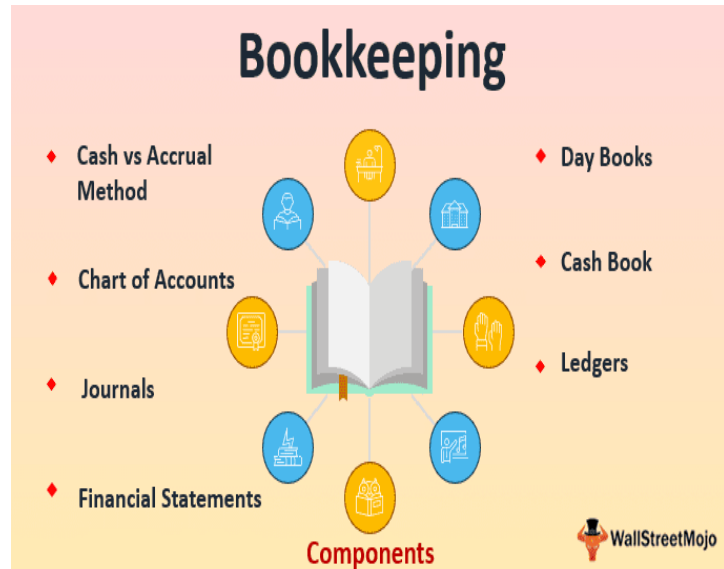 Bookkeeping
Cash vs Accrual
Method
Chart of Accounts
Journals
Financial Statements
Day Books
Cash Book
Ledgers
Components
WallStreetMojo